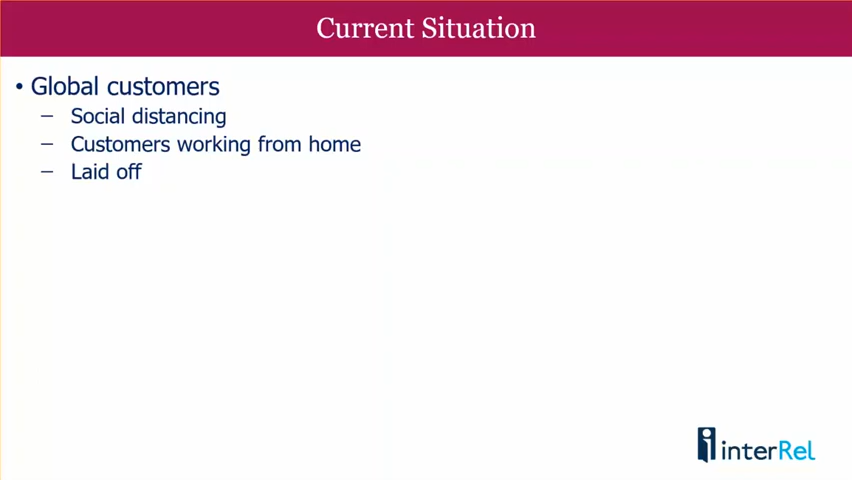 Current Situation
• Global customers
– Social distancing
– Customers working from home
– Laid off
interRel